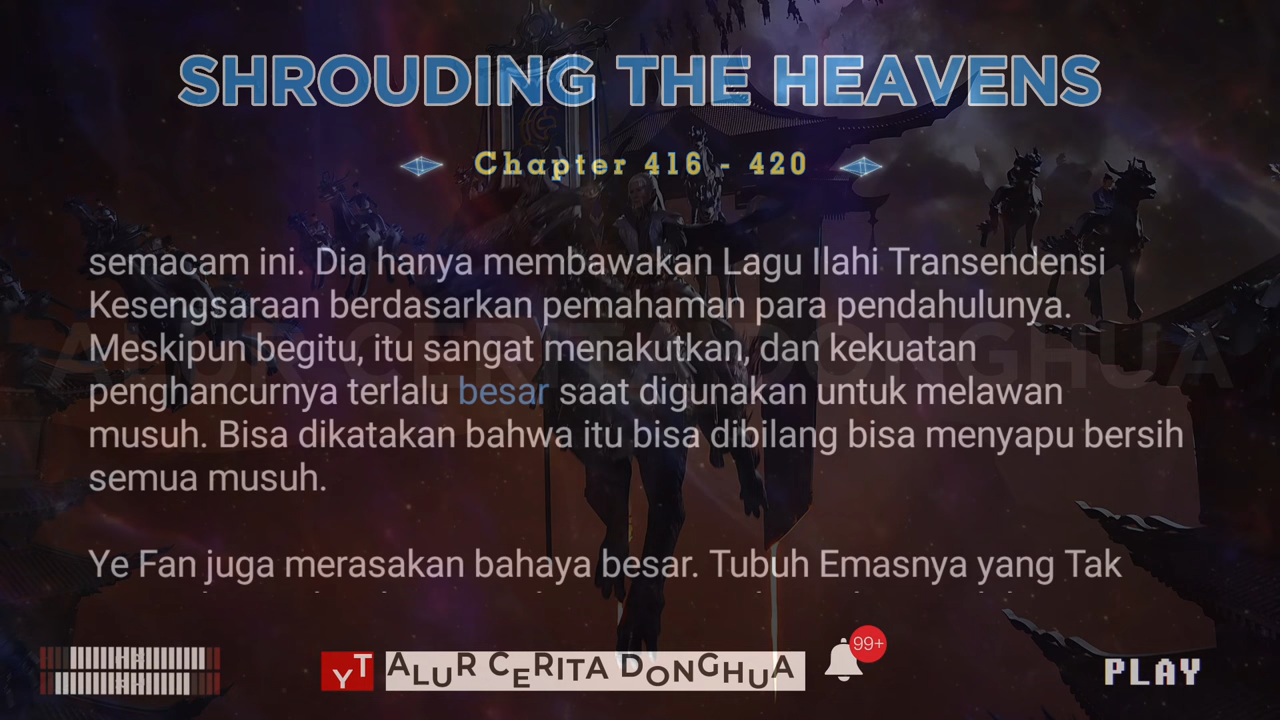 SHROUDING THE HEAVENS
Chapter 416 - 420
semacam ini. Dia hanya membawakan Lagu Ilahi Transendensi
Kesengsaraan berdasarkan pemahaman para pendahulunya.
Meskipun begitu, itu sangat menakutkan, dan kekuatan
penghancurnya terlalu besar saat digunakan untuk melawan
musuh. Bisa dikatakan bahwa itu bisa dibilang bisa menyapu bersih
semua musuh.
Ye Fan juga merasakan bahaya besar. Tubuh Emasnya yang Tak
ALUR CERITA DONGHUA
YT ALUR CERITA DONGHUA
99+
PLAY